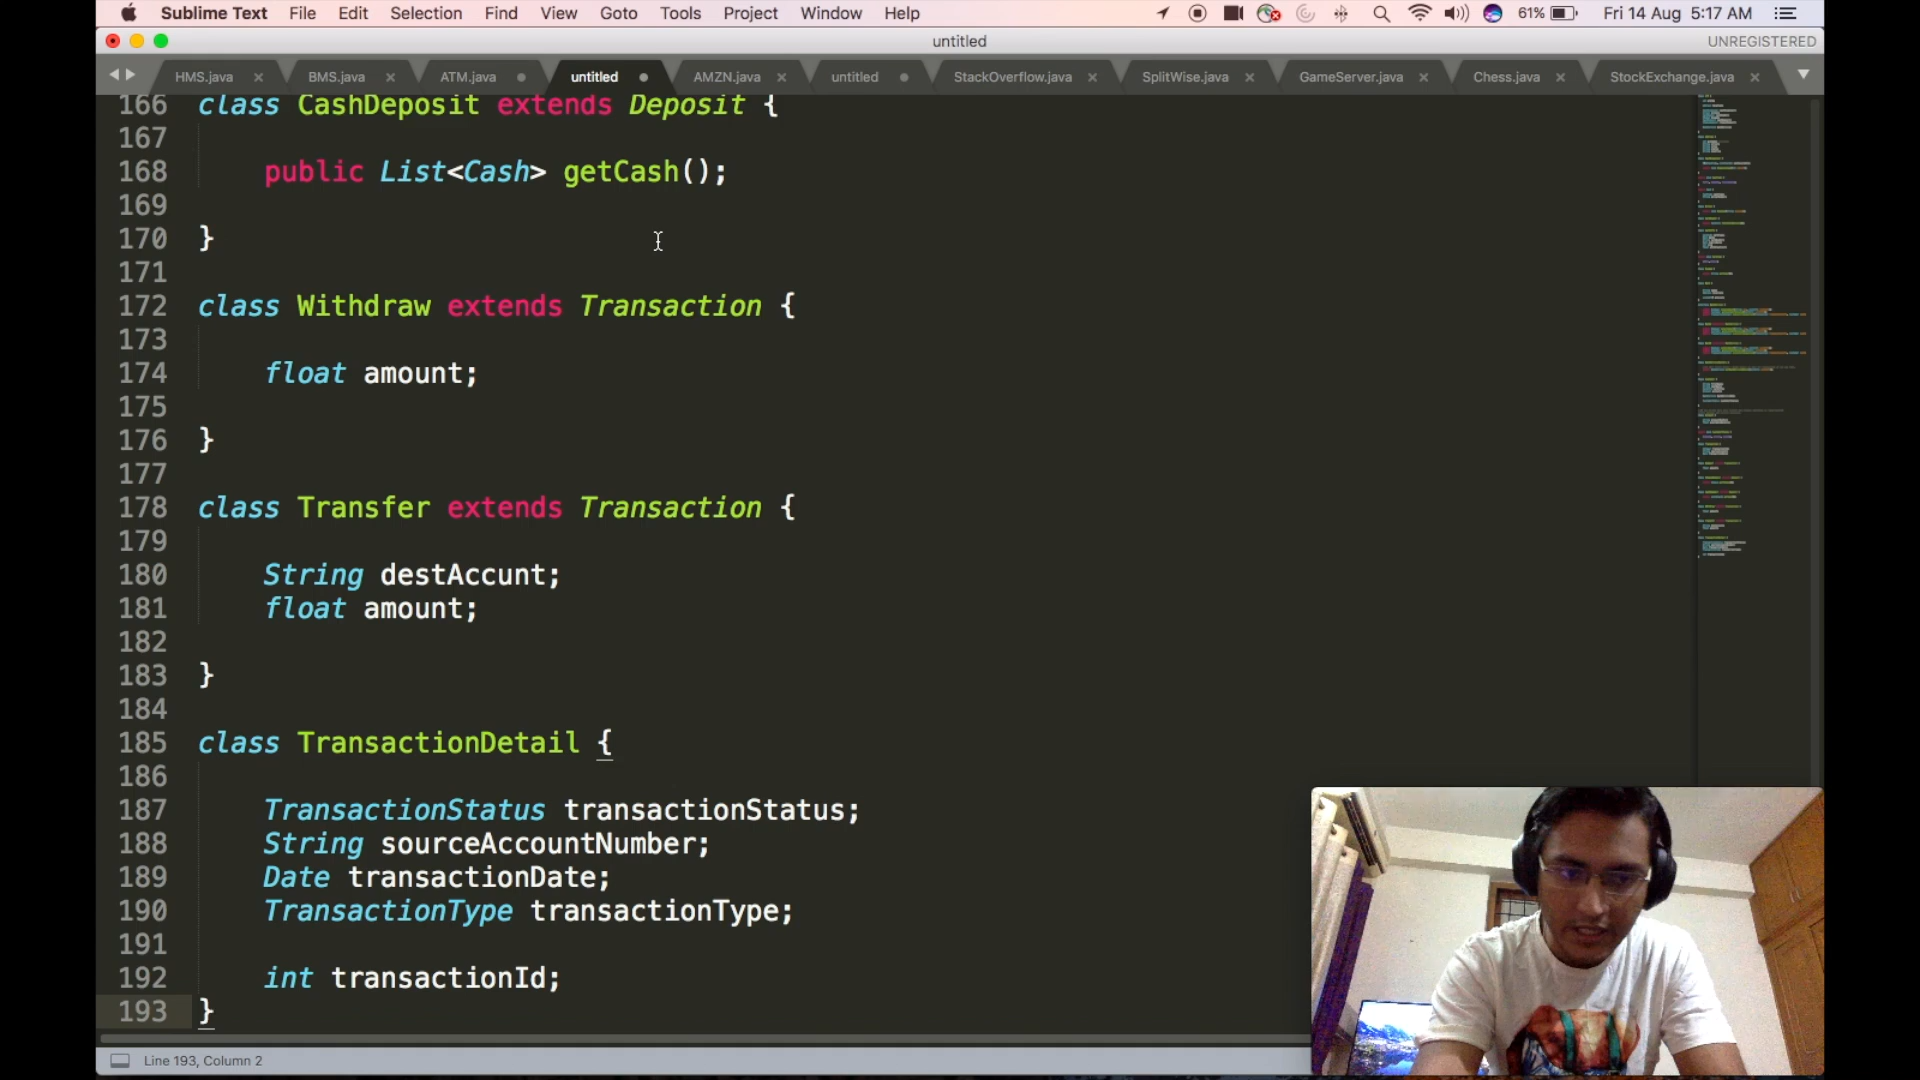 Sublime Text File Edit Selection Find View Goto Tools Project Window Help 61% Fri 14 Aug 5:17 AM
untitled UNREGISTERED
HMS.java BMS.java ATM.java untitled AMZN.java untitled StackOverflow.java SplitWise.java GameServer.java Chess.java StockExchange.java
166 class CashDeposit extends Deposit {
167
168 public List<Cash> getCash();
169
170 }
171
172 class Withdraw extends Transaction {
173
174 float amount;
175
176 }
177
178 class Transfer extends Transaction {
179
180 String destAccunt;
181 float amount;
182
183 }
184
185 class TransactionDetail {
186
187 TransactionStatus transactionStatus;
188 String sourceAccountNumber;
189 Date transactionDate;
190 TransactionType transactionType;
191
192 int transactionId;
193 }
Line 193, Column 2